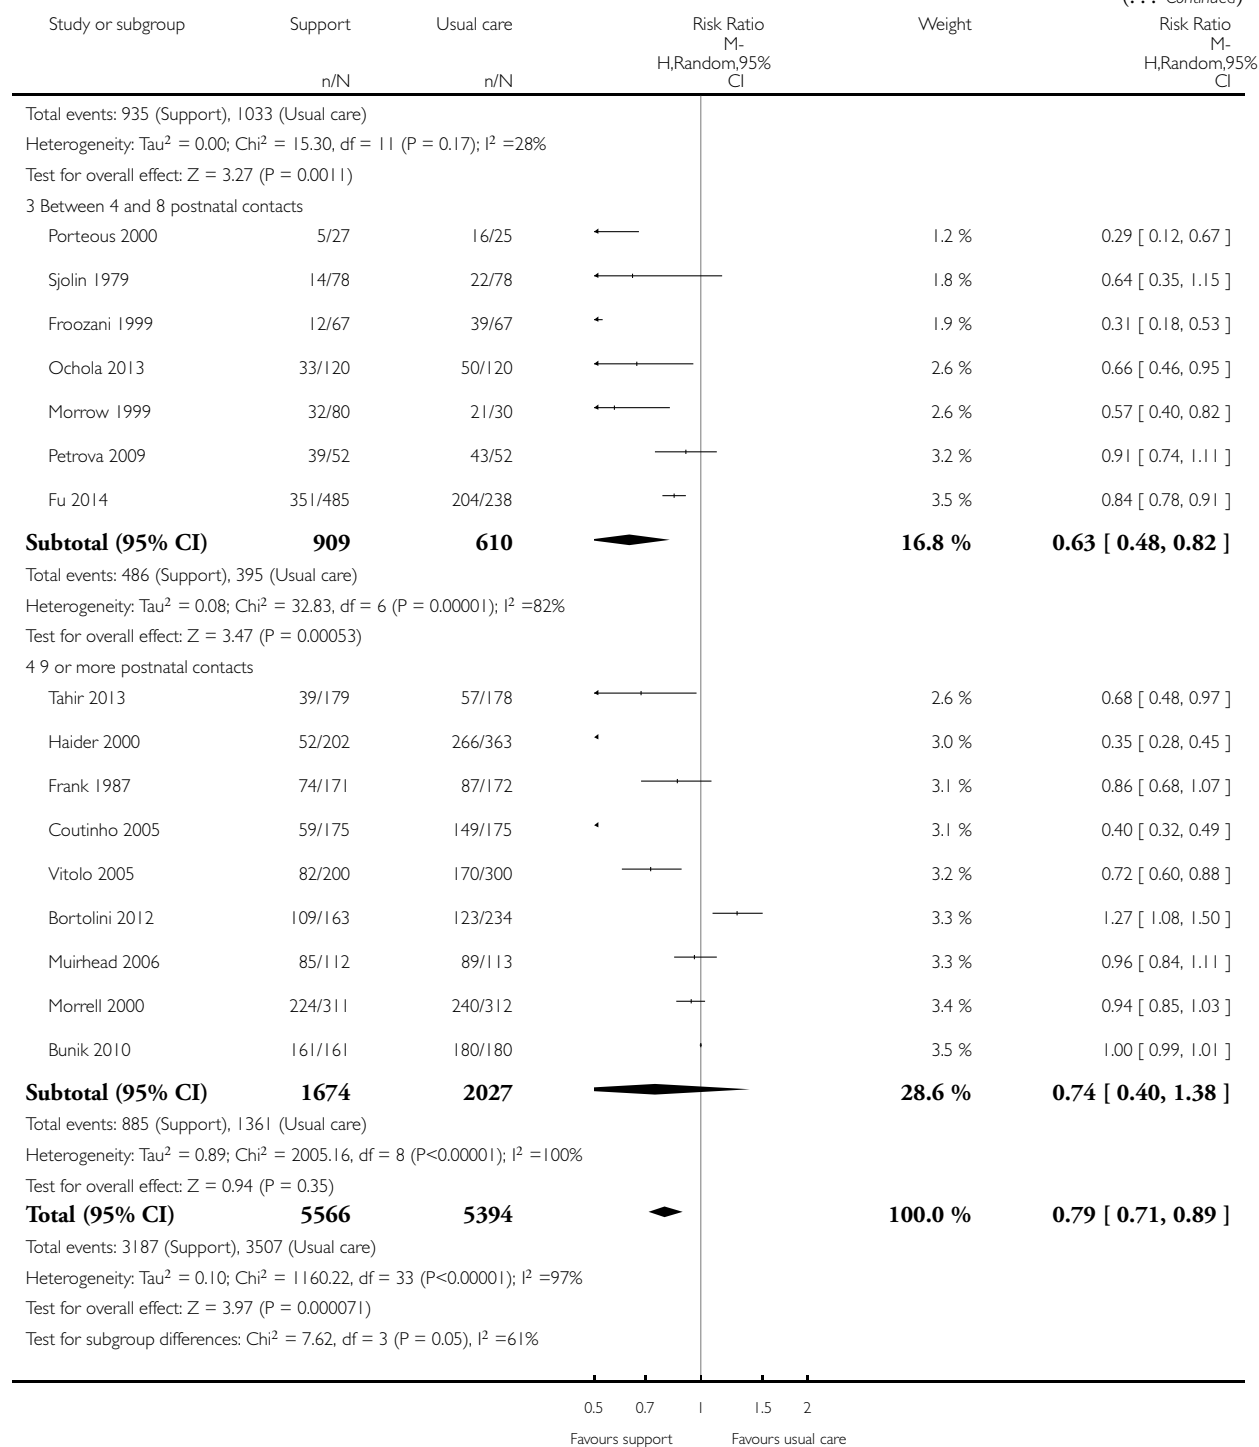 (... Continued)
Study or subgroup Support Usual care Risk Ratio Weight Risk Ratio
M- M-
H,Random,95% H,Random,95%
n/N n/N CI CI
Total events: 935 (Support), 1033 (Usual care)
Heterogeneity: Tau² = 0.00; Chi² = 15.30, df = 11 (P = 0.17); I² =28%
Test for overall effect: Z = 3.27 (P = 0.0011)
3 Between 4 and 8 postnatal contacts
Porteous 2000 5/27 16/25 1.2 % 0.29 [ 0.12, 0.67 ]
Sjolin 1979 14/78 22/78 1.8 % 0.64 [ 0.35, 1.15 ]
Froozani 1999 12/67 39/67 1.9 % 0.31 [ 0.18, 0.53 ]
Ochola 2013 33/120 50/120 2.6 % 0.66 [ 0.46, 0.95 ]
Morrow 1999 32/80 21/30 2.6 % 0.57 [ 0.40, 0.82 ]
Petrova 2009 39/52 43/52 3.2 % 0.91 [ 0.74, 1.11 ]
Fu 2014 351/485 204/238 3.5 % 0.84 [ 0.78, 0.91 ]
Subtotal (95% CI) 909 610 16.8 % 0.63 [ 0.48, 0.82 ]
Total events: 486 (Support), 395 (Usual care)
Heterogeneity: Tau² = 0.08; Chi² = 32.83, df = 6 (P = 0.00001); I² =82%
Test for overall effect: Z = 3.47 (P = 0.00053)
4 9 or more postnatal contacts
Tahir 2013 39/179 57/178 2.6 % 0.68 [ 0.48, 0.97 ]
Haider 2000 52/202 266/363 3.0 % 0.35 [ 0.28, 0.45 ]
Frank 1987 74/171 87/172 3.1 % 0.86 [ 0.68, 1.07 ]
Coutinho 2005 59/175 149/175 3.1 % 0.40 [ 0.32, 0.49 ]
Vitolo 2005 82/200 170/300 3.2 % 0.72 [ 0.60, 0.88 ]
Bortolini 2012 109/163 123/234 3.3 % 1.27 [ 1.08, 1.50 ]
Muirhead 2006 85/112 89/113 3.3 % 0.96 [ 0.84, 1.11 ]
Morrell 2000 224/311 240/312 3.4 % 0.94 [ 0.85, 1.03 ]
Bunik 2010 161/161 180/180 3.5 % 1.00 [ 0.99, 1.01 ]
Subtotal (95% CI) 1674 2027 28.6 % 0.74 [ 0.40, 1.38 ]
Total events: 885 (Support), 1361 (Usual care)
Heterogeneity: Tau² = 0.89; Chi² = 2005.16, df = 8 (P<0.00001); I² =100%
Test for overall effect: Z = 0.94 (P = 0.35)
Total (95% CI) 5566 5394 100.0 % 0.79 [ 0.71, 0.89 ]
Total events: 3187 (Support), 3507 (Usual care)
Heterogeneity: Tau² = 0.10; Chi² = 1160.22, df = 33 (P<0.00001); I² =97%
Test for overall effect: Z = 3.97 (P = 0.000071)
Test for subgroup differences: Chi² = 7.62, df = 3 (P = 0.05), I² =61%
0.5 0.7 1 1.5 2
Favours support Favours usual care